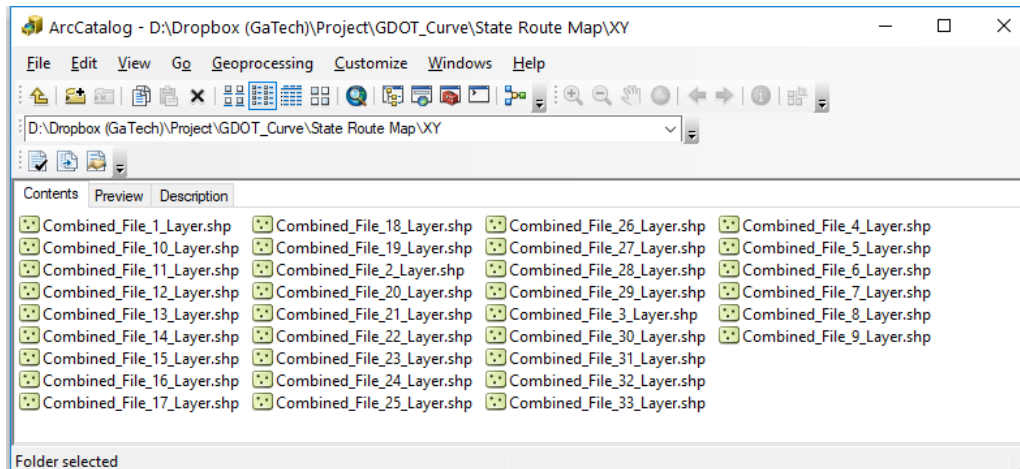 ArcCatalog - D:\Dropbox (GaTech)\Project\GDOT_Curve\State Route Map\XY
File Edit View Go Geoprocessing Customize Windows Help
D:\Dropbox (GaTech)\Project\GDOT_Curve\State Route Map\XY
Contents Preview Description
Combined_File_1_Layer.shp Combined_File_18_Layer.shp Combined_File_26_Layer.shp Combined_File_4_Layer.shp
Combined_File_10_Layer.shp Combined_File_19_Layer.shp Combined_File_27_Layer.shp Combined_File_5_Layer.shp
Combined_File_11_Layer.shp Combined_File_2_Layer.shp Combined_File_28_Layer.shp Combined_File_6_Layer.shp
Combined_File_12_Layer.shp Combined_File_20_Layer.shp Combined_File_29_Layer.shp Combined_File_7_Layer.shp
Combined_File_13_Layer.shp Combined_File_21_Layer.shp Combined_File_3_Layer.shp Combined_File_8_Layer.shp
Combined_File_14_Layer.shp Combined_File_22_Layer.shp Combined_File_30_Layer.shp Combined_File_9_Layer.shp
Combined_File_15_Layer.shp Combined_File_23_Layer.shp Combined_File_31_Layer.shp
Combined_File_16_Layer.shp Combined_File_24_Layer.shp Combined_File_32_Layer.shp
Combined_File_17_Layer.shp Combined_File_25_Layer.shp Combined_File_33_Layer.shp
Folder selected